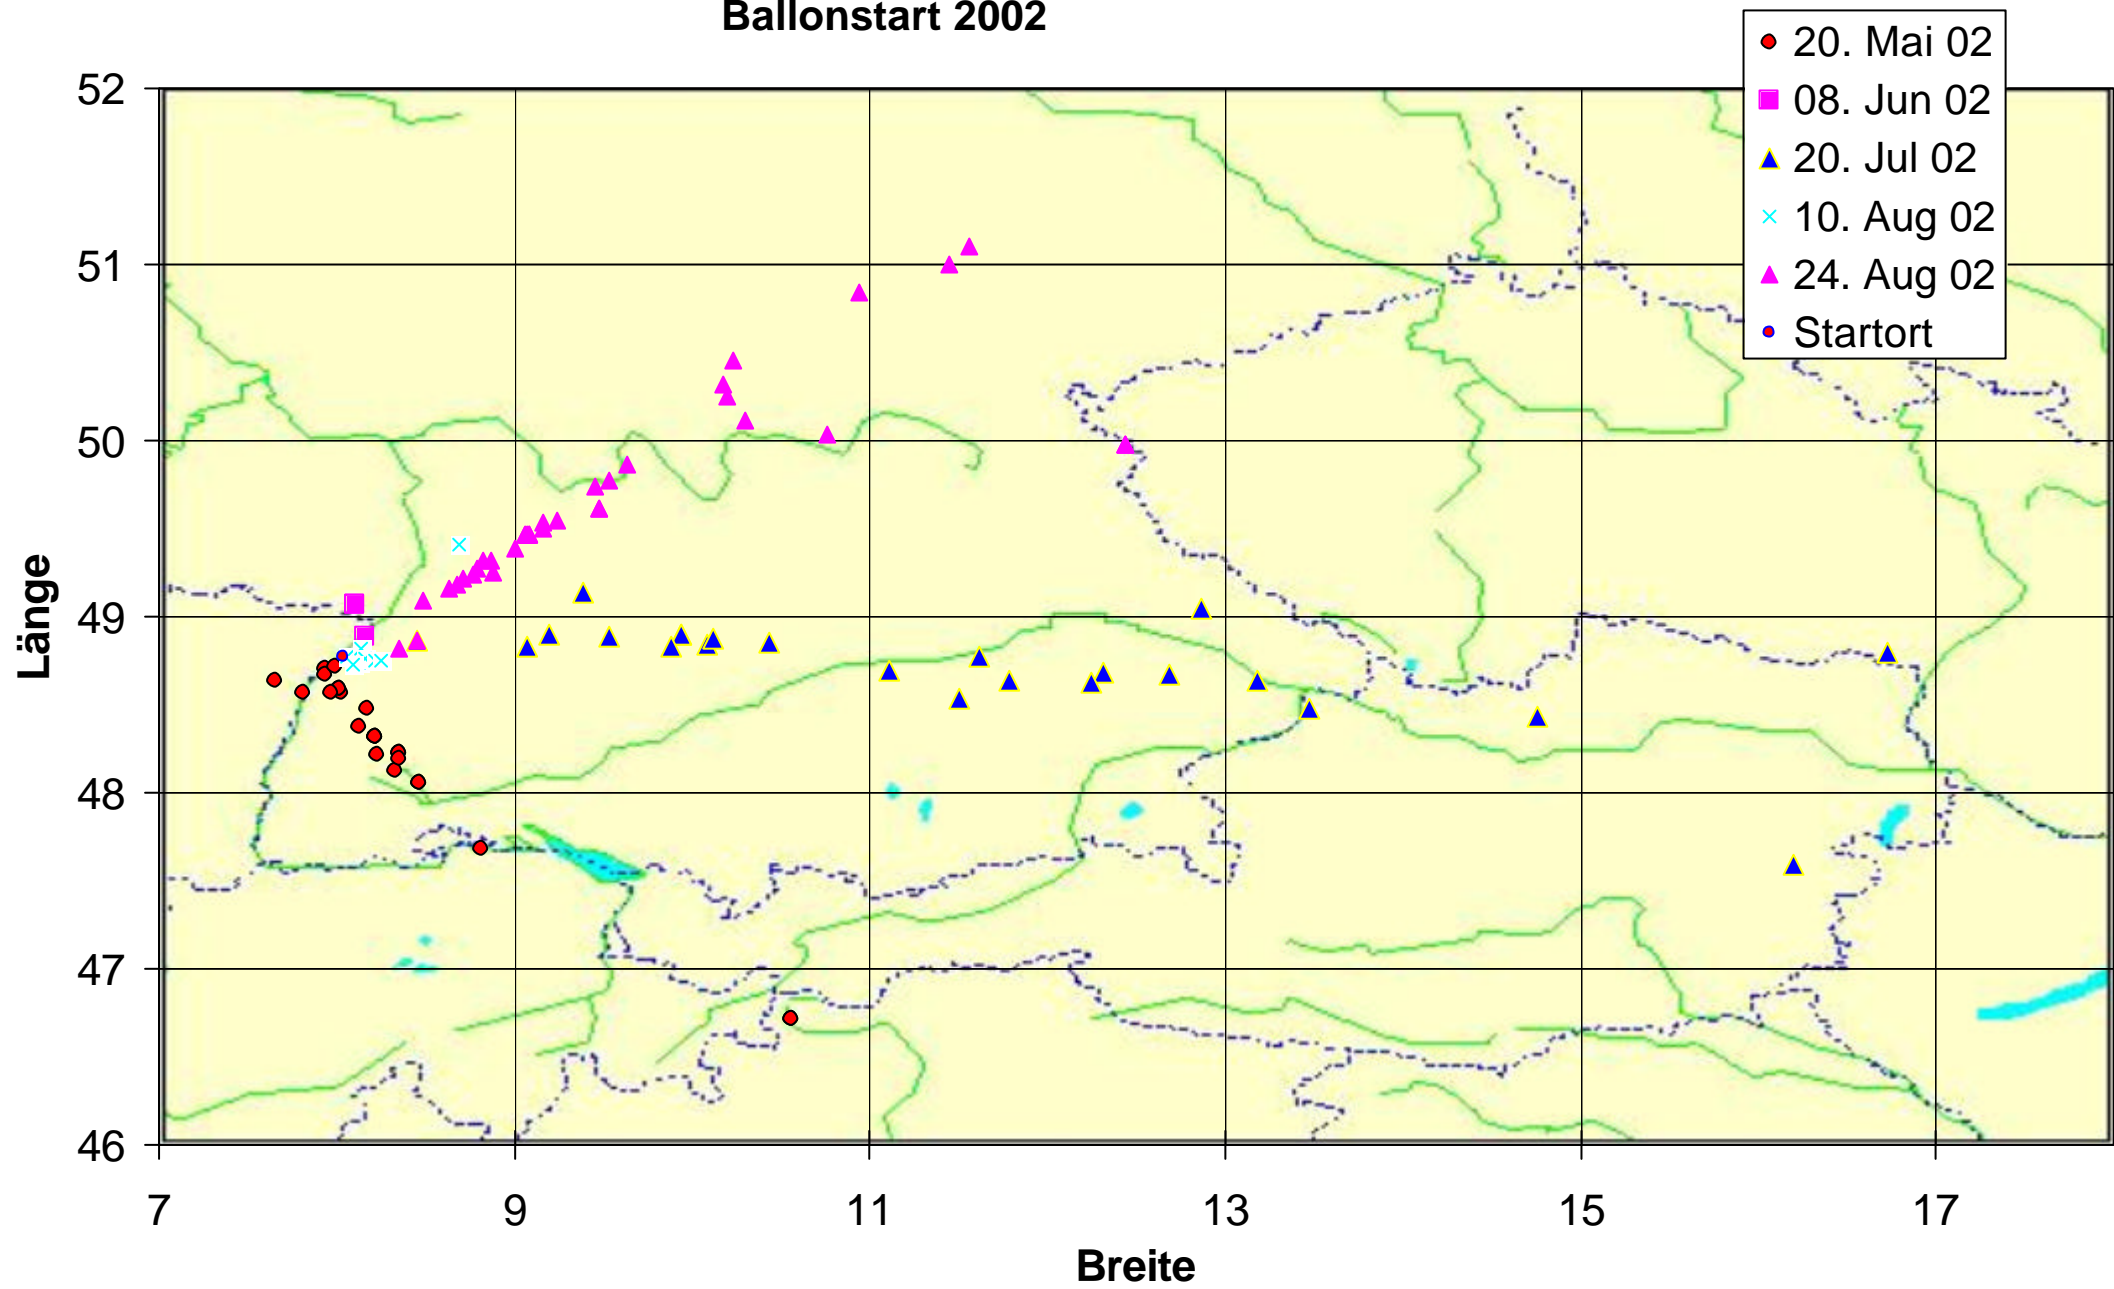 Ballonstart 2002
20. Mai 02
08. Jun 02
20. Jul 02
10. Aug 02
24. Aug 02
Startort
52
51
50
49
48
47
46
Länge
7 9 11 13 15 17
Breite